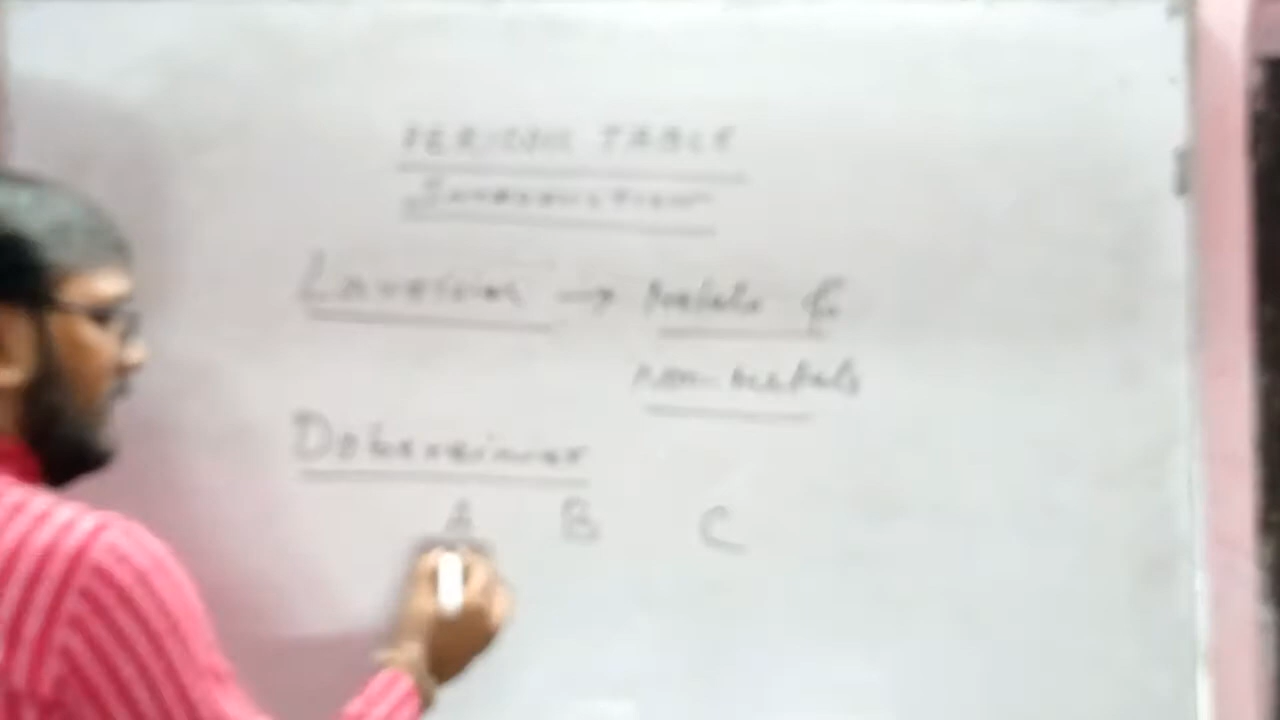 PERIODIC TABLE
Introduction
Lavoisier → Metals &
Non-metals
Dobereiner
A B C